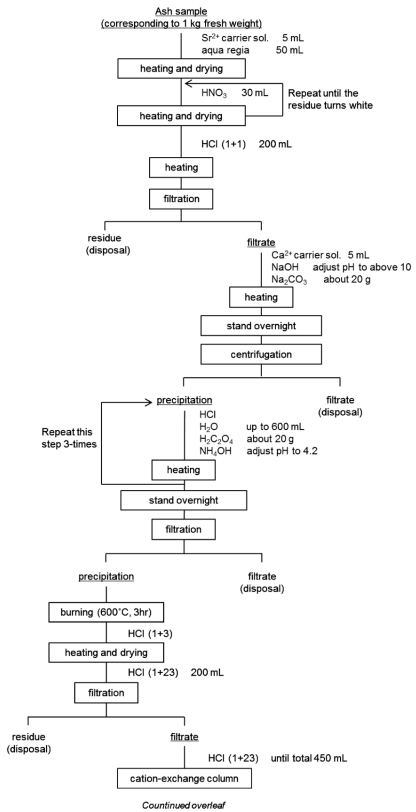 Ash sample
(corresponding to 1 kg fresh weight)
Sr²⁺ carrier sol. 5 mL
aqua regia 50 mL
heating and drying
HNO₃ 30 mL
Repeat until the
residue turns white
heating and drying
HCl (1+1) 200 mL
heating
filtration
residue
(disposal)
filtrate
Ca²⁺ carrier sol. 5 mL
NaOH adjust pH to above 10
Na₂CO₃ about 20 g
heating
stand overnight
centrifugation
precipitation
filtrate
(disposal)
Repeat this
step 3-times
HCl
H₂O up to 600 mL
H₂C₂O₄ about 20 g
NH₄OH adjust pH to 4.2
heating
stand overnight
filtration
precipitation
filtrate
(disposal)
burning (600°C, 3hr)
HCl (1+3)
heating and drying
HCl (1+23) 200 mL
filtration
residue
(disposal)
filtrate
HCl (1+23) until total 450 mL
cation-exchange column
Countinued overleaf